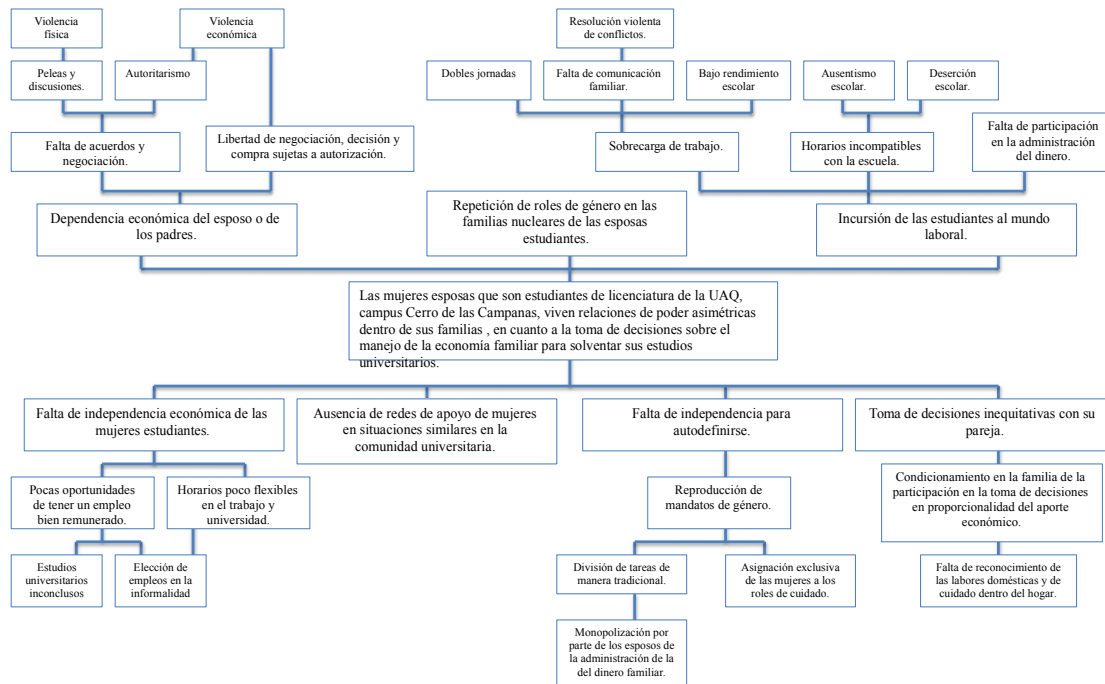 Violencia
física
Violencia
económica
Resolución violenta
de conflictos.
Peleas y
discusiones.
Autoritarismo
Dobles jornadas
Falta de comunicación
familiar.
Bajo rendimiento
escolar
Ausentismo
escolar.
Deserción
escolar.
Falta de acuerdos y
negociación.
Libertad de negociación, decisión y
compra sujetas a autorización.
Sobrecarga de trabajo.
Horarios incompatibles
con la escuela.
Falta de participación
en la administración
del dinero.
Dependencia económica del esposo o de
los padres.
Repetición de roles de género en las
familias nucleares de las esposas
estudiantes.
Incursión de las estudiantes al mundo
laboral.
Las mujeres esposas que son estudiantes de licenciatura de la UAQ,
campus Cerro de las Campanas, viven relaciones de poder asimétricas
dentro de sus familias , en cuanto a la toma de decisiones sobre el
manejo de la economía familiar para solventar sus estudios
universitarios.
Falta de independencia económica de las
mujeres estudiantes.
Ausencia de redes de apoyo de mujeres
en situaciones similares en la
comunidad universitaria.
Falta de independencia para
autodefinirse.
Toma de decisiones inequitativas con su
pareja.
Pocas oportunidades
de tener un empleo
bien remunerado.
Horarios poco flexibles
en el trabajo y
universidad.
Reproducción de
mandatos de género.
Condicionamiento en la familia de la
participación en la toma de decisiones
en proporcionalidad del aporte
económico.
Estudios
universitarios
inconclusos
Elección de
empleos en la
informalidad
División de tareas de
manera tradicional.
Asignación exclusiva
de las mujeres a los
roles de cuidado.
Falta de reconocimiento de
las labores domésticas y de
cuidado dentro del hogar.
Monopolización por
parte de los esposos de
la administración de la
del dinero familiar.